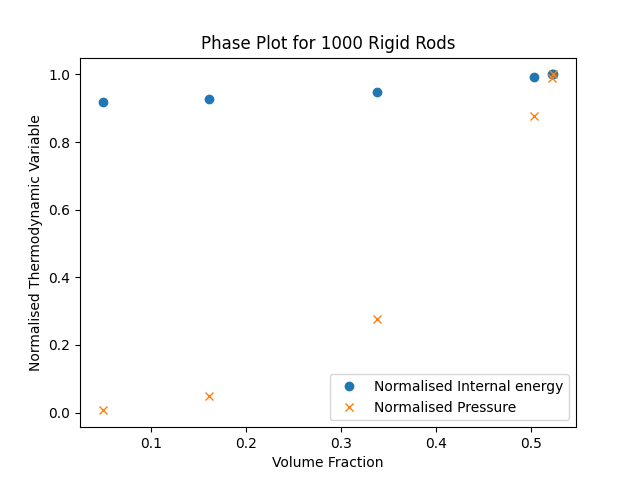 Phase Plot for 1000 Rigid Rods
Normalised Thermodynamic Variable
1.0
0.8
0.6
0.4
0.2
0.0
Normalised Internal energy
Normalised Pressure
0.1 0.2 0.3 0.4 0.5
Volume Fraction